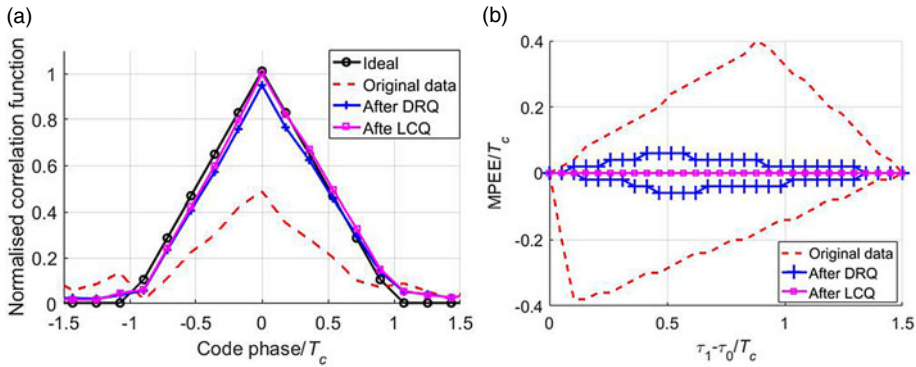 (a)
Normalised correlation function
1
0.8
0.6
0.4
0.2
0
-1.5
-1
-0.5
0
0.5
1
1.5
Code phase/Tc
Ideal
Original data
After DRQ
Afte LCQ
(b)
MPEE/Tc
0.4
0.2
0
-0.2
-0.4
0
0.5
1
1.5
τ1-τ0/Tc
Original data
After DRQ
After LCQ